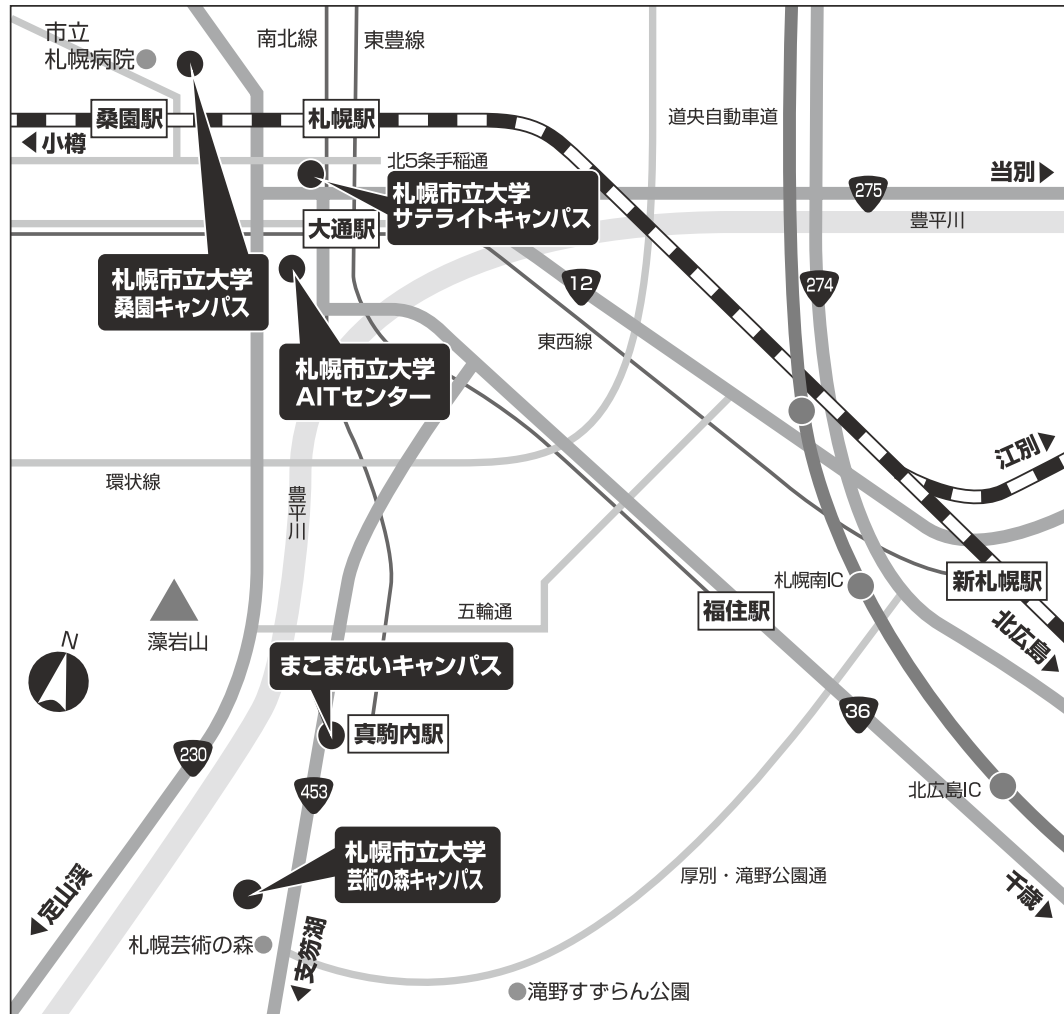 市立
札幌病院
南北線
東豊線
桑園駅
札幌駅
道央自動車道
小樽
北5条手稲通
当別
札幌市立大学
サテライトキャンパス
275
豊平川
大通駅
札幌市立大学
桑園キャンパス
12
274
東西線
札幌市立大学
AITセンター
江別
環状線
豊平川
札幌南IC
新札幌駅
福住駅
五輪通
北広島
藻岩山
N
まこまないキャンパス
真駒内駅
36
230
453
北広島IC
札幌市立大学
芸術の森キャンパス
厚別・滝野公園通
千歳
定山渓
札幌芸術の森
支笏湖
滝野すずらん公園